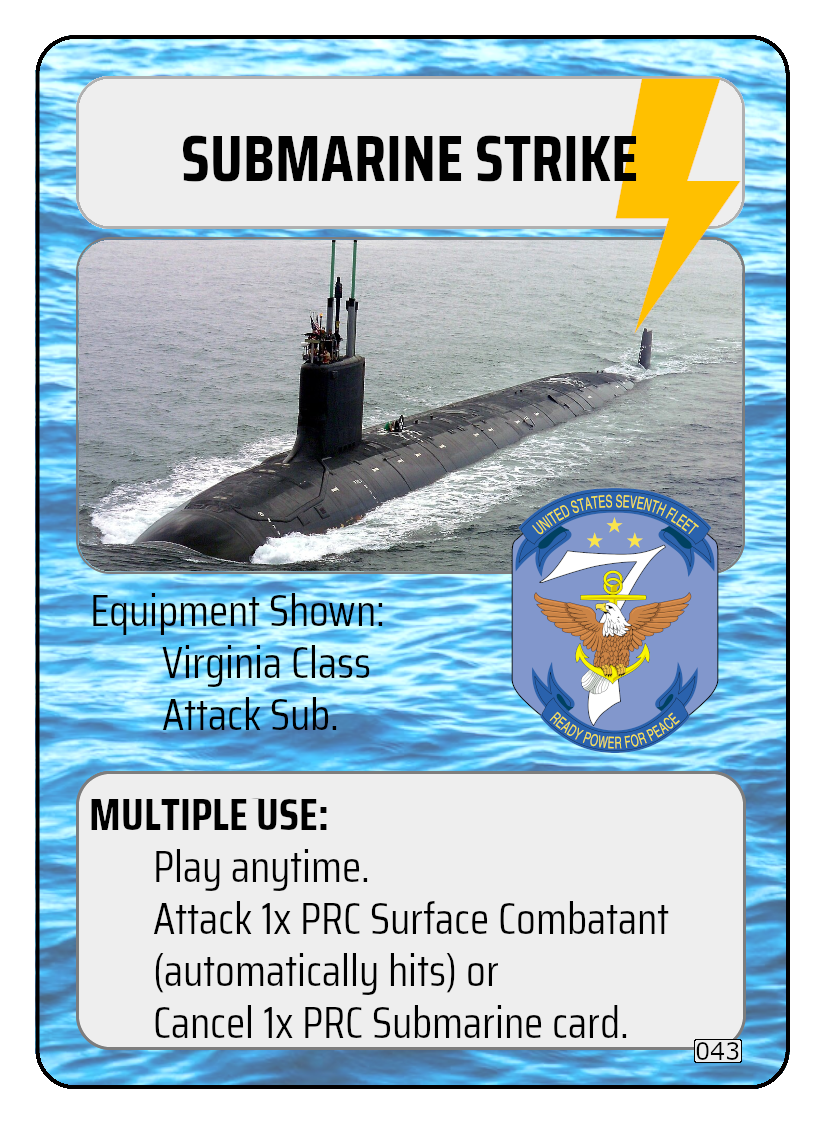 SUBMARINE STRIKE
UNITED STATES SEVENTH FLEET
7
READY POWER FOR PEACE
Equipment Shown:
Virginia Class
Attack Sub.
MULTIPLE USE:
Play anytime.
Attack 1x PRC Surface Combatant
(automatically hits) or
Cancel 1x PRC Submarine card.
043